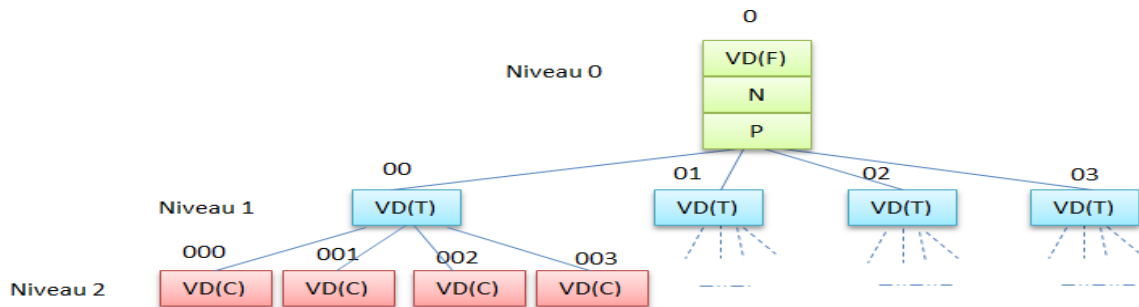 0
VD(F)
Niveau 0
N
P
00
01
02
03
Niveau 1
VD(T)
VD(T)
VD(T)
VD(T)
000
001
002
003
Niveau 2
VD(C)
VD(C)
VD(C)
VD(C)